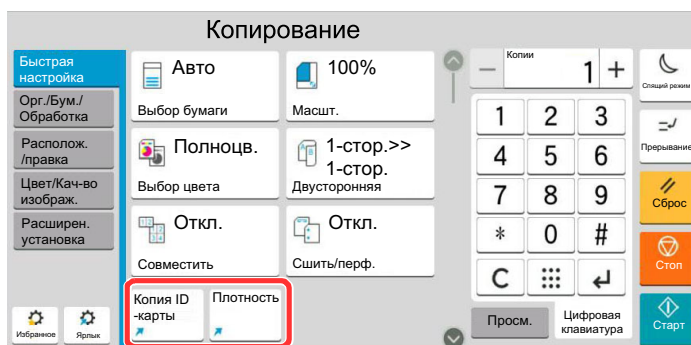 Копирование
Быстрая
настройка
Орг./Бум./
Обработка
Располож.
/правка
Цвет/Кач-во
изображ.
Расширен.
установка
Избранное
Ярлык
Авто
Выбор бумаги
100%
Масшт.
Полноцв.
Выбор цвета
1-стор.>>
1-стор.
Двусторонняя
Откл.
Совместить
Откл.
Сшить/перф.
Копия ID
-карты
Плотность
Копии
1
1 2 3
4 5 6
7 8 9
* 0 #
C
Просм.
Цифровая
клавиатура
Спящий режим
Прерывание
Сброс
Стоп
Старт